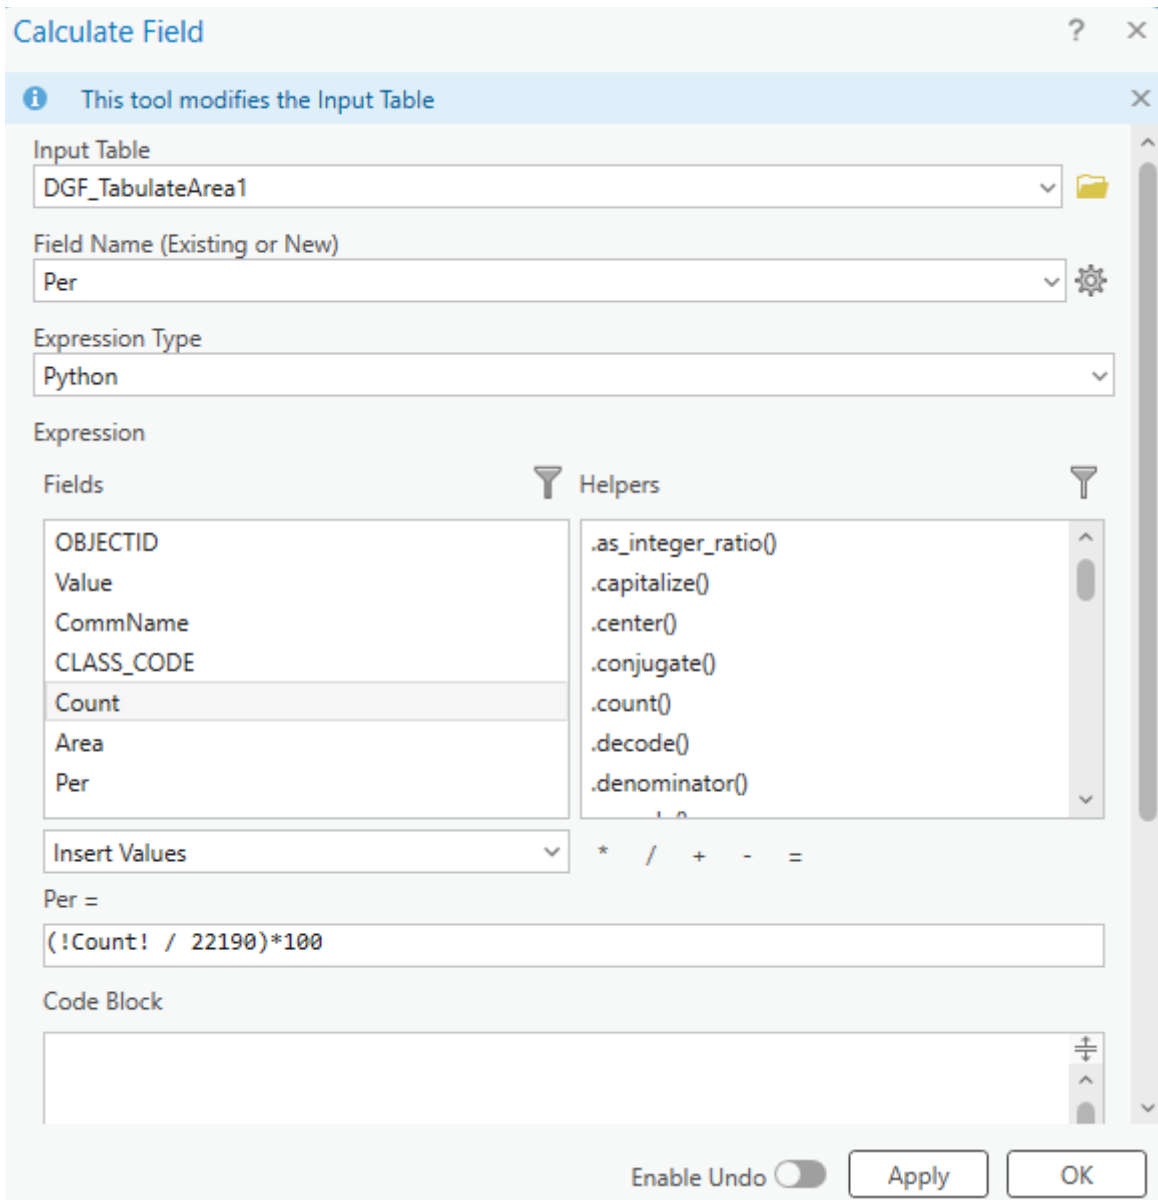 Calculate Field
?
This tool modifies the Input Table
Input Table
DGF_TabulateArea1
Field Name (Existing or New)
Per
Expression Type
Python
Expression
Fields
Helpers
OBJECTID
.as_integer_ratio()
Value
.capitalize()
CommName
.center()
CLASS_CODE
.conjugate()
Count
.count()
Area
.decode()
Per
.denominator()
Insert Values
* / + - =
Per =
(!Count! / 22190)*100
Code Block
Enable Undo
Apply
OK